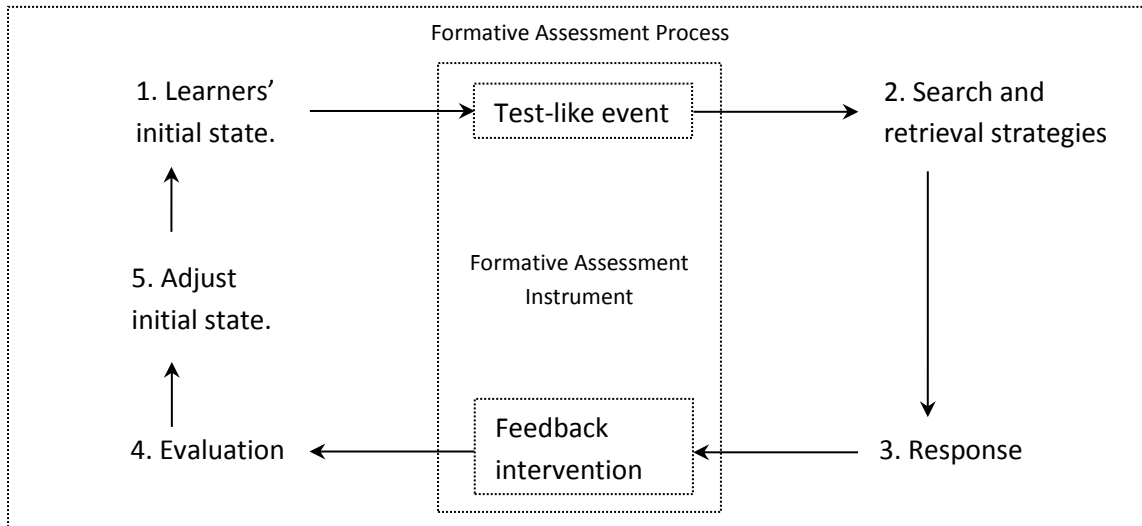 Formative Assessment Process
1. Learners’
initial state.
Test-like event
2. Search and
retrieval strategies
5. Adjust
initial state.
Formative Assessment
Instrument
4. Evaluation
Feedback
intervention
3. Response